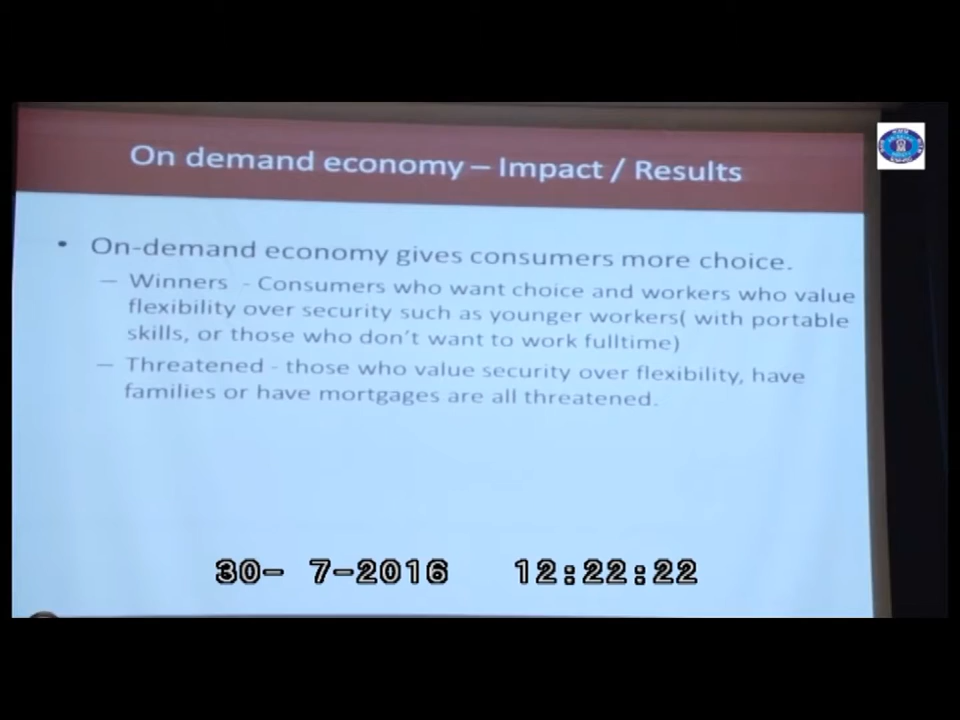 On demand economy – Impact / Results
• On-demand economy gives consumers more choice.
– Winners - Consumers who want choice and workers who value
flexibility over security such as younger workers( with portable
skills, or those who don't want to work fulltime)
– Threatened - those who value security over flexibility, have
families or have mortgages are all threatened.
30- 7-2016 12:22:22